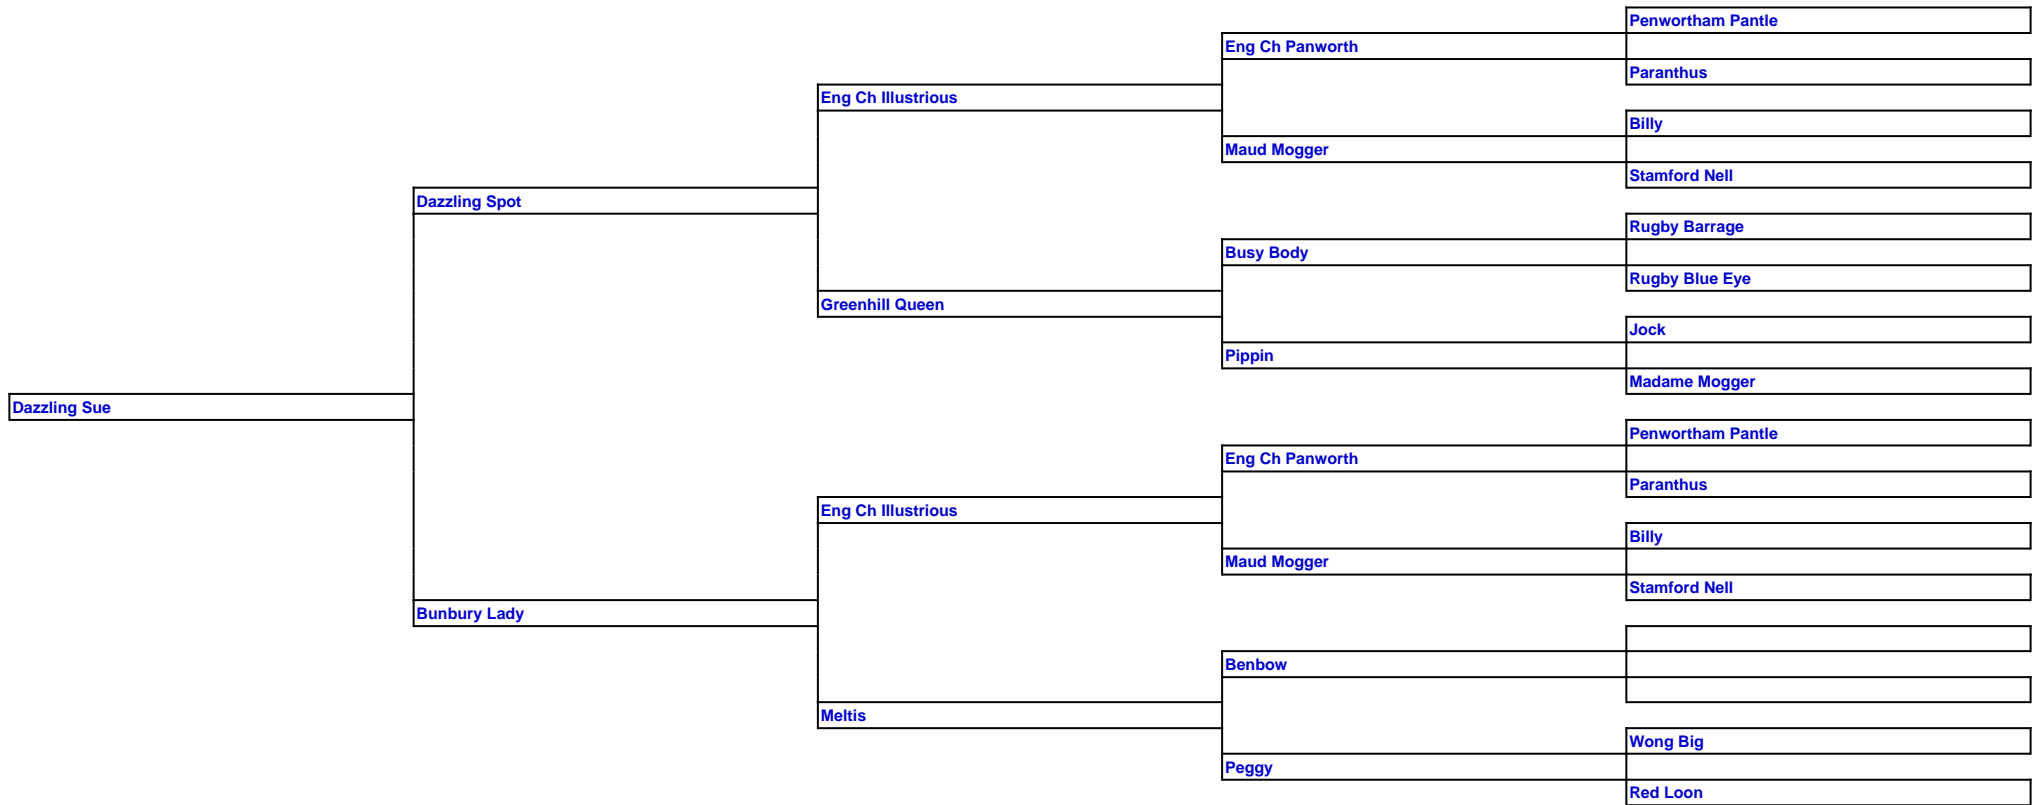 Penwortham Pantle
Eng Ch Panworth
Paranthus
Eng Ch Illustrious
Billy
Maud Mogger
Stamford Nell
Dazzling Spot
Rugby Barrage
Busy Body
Rugby Blue Eye
Greenhill Queen
Jock
Pippin
Madame Mogger
Dazzling Sue
Penwortham Pantle
Eng Ch Panworth
Paranthus
Eng Ch Illustrious
Billy
Maud Mogger
Stamford Nell
Bunbury Lady
Benbow
Meltis
Wong Big
Peggy
Red Loon